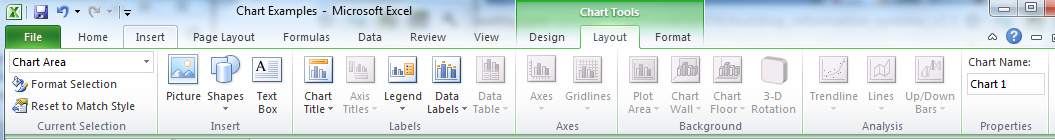 Chart Examples - Microsoft Excel
Chart Tools
File Home Insert Page Layout Formulas Data Review View Design Layout Format
Chart Area
Format Selection
Reset to Match Style
Current Selection
Picture Shapes Text Box
Insert
Chart Title Axis Titles Legend Data Labels Data Table
Labels
Axes Gridlines
Axes
Plot Area Chart Wall Chart Floor 3-D Rotation
Background
Trendline Lines Up/Down Bars
Analysis
Chart Name:
Chart 1
Properties